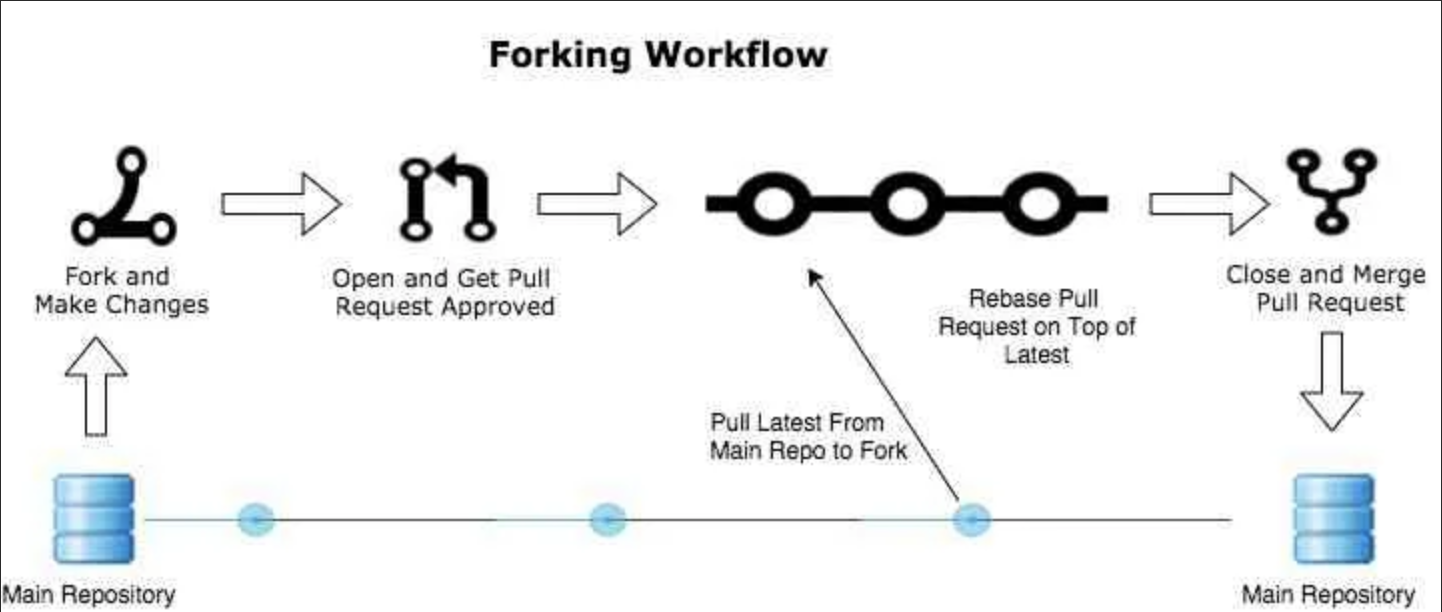 Forking Workflow
Fork and
Make Changes
Open and Get Pull
Request Approved
Rebase Pull
Request on Top of
Latest
Close and Merge
Pull Request
Pull Latest From
Main Repo to Fork
Main Repository
Main Repository